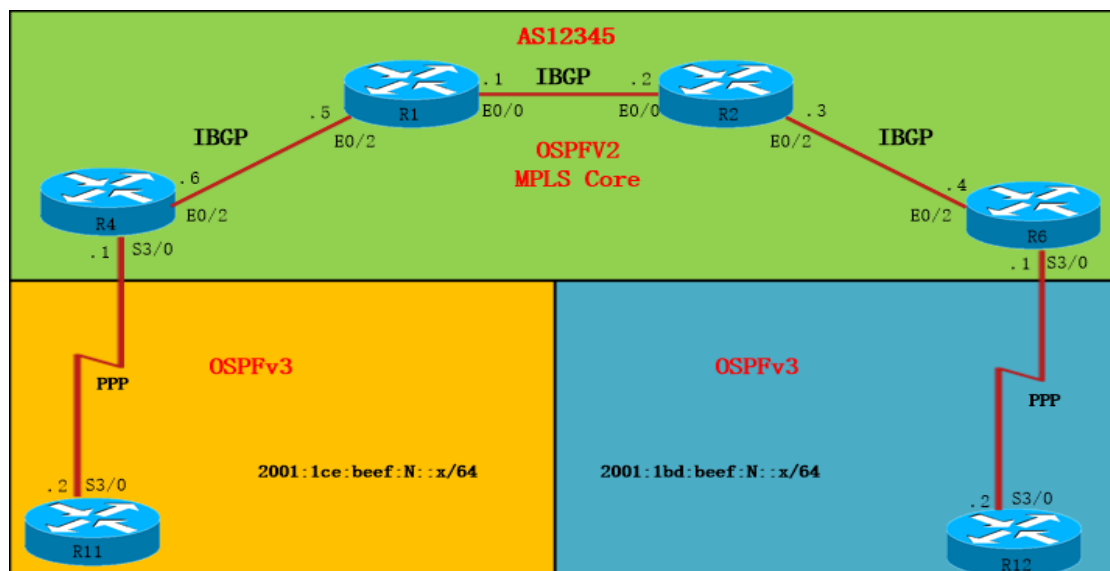 AS12345
.1 IBGP .2
R1 E0/0 E0/0 R2
.5 .3
IBGP E0/2 E0/2 IBGP
OSPFV2
MPLS Core
.6 .4
R4 E0/2 E0/2 R6
.1 S3/0 .1 S3/0
OSPFv3 OSPFv3
PPP PPP
2001:1ce:beef:N::x/64 2001:1bd:beef:N::x/64
.2 S3/0 .2 S3/0
R11 R12